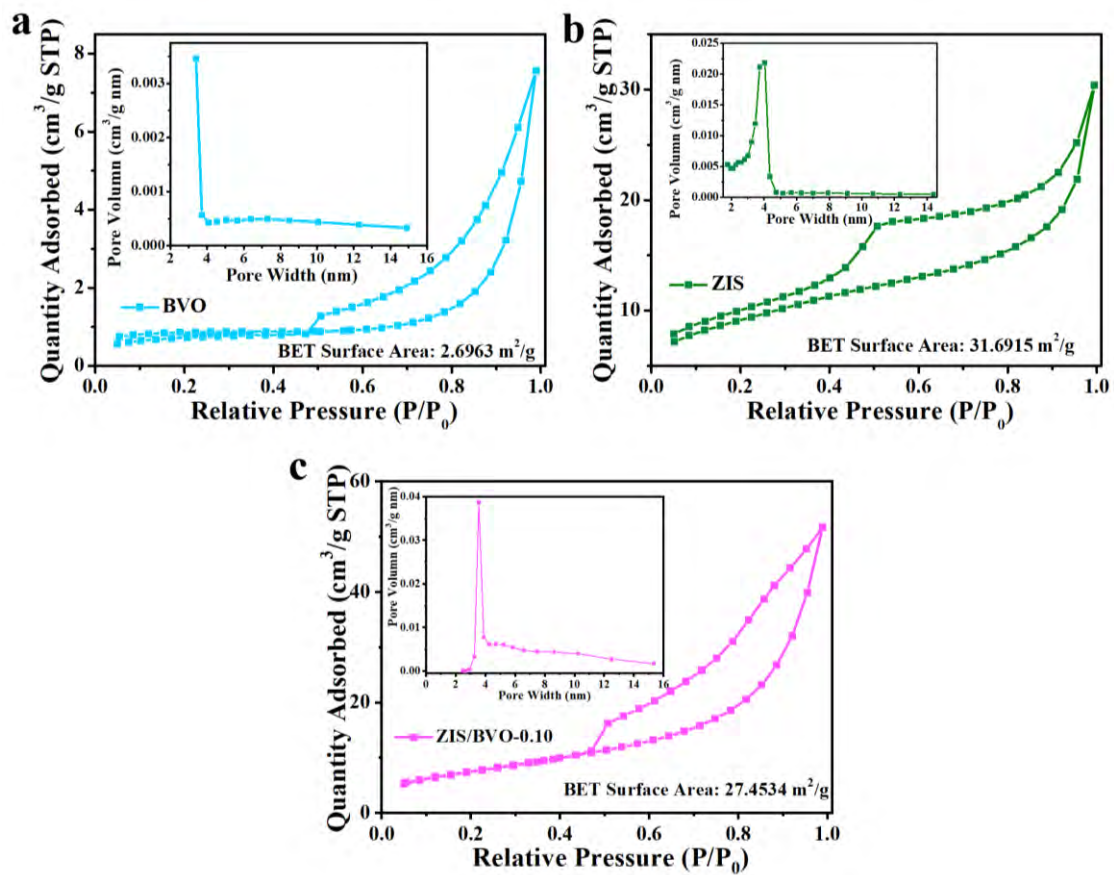 a
Quantity Adsorbed (cm³/g STP)
8
6
4
2
0
0.0 0.2 0.4 0.6 0.8 1.0
Relative Pressure (P/P₀)
Pore Volumn (cm³/g nm)
0.003
0.002
0.001
0.000
2 4 6 8 10 12 14 16
Pore Width (nm)
BVO
BET Surface Area: 2.6963 m²/g
b
Quantity Adsorbed (cm³/g STP)
30
20
10
0.0 0.2 0.4 0.6 0.8 1.0
Relative Pressure (P/P₀)
Pore Volumn (cm³/g nm)
0.025
0.020
0.015
0.010
0.005
0.000
2 4 6 8 10 12 14
Pore Width (nm)
ZIS
BET Surface Area: 31.6915 m²/g
c
Quantity Adsorbed (cm³/g STP)
60
40
20
0
0.0 0.2 0.4 0.6 0.8 1.0
Relative Pressure (P/P₀)
Pore Volumn (cm³/g nm)
0.04
0.03
0.02
0.01
0.00
0 2 4 6 8 10 12 14 16
Pore Width (nm)
ZIS/BVO-0.10
BET Surface Area: 27.4534 m²/g